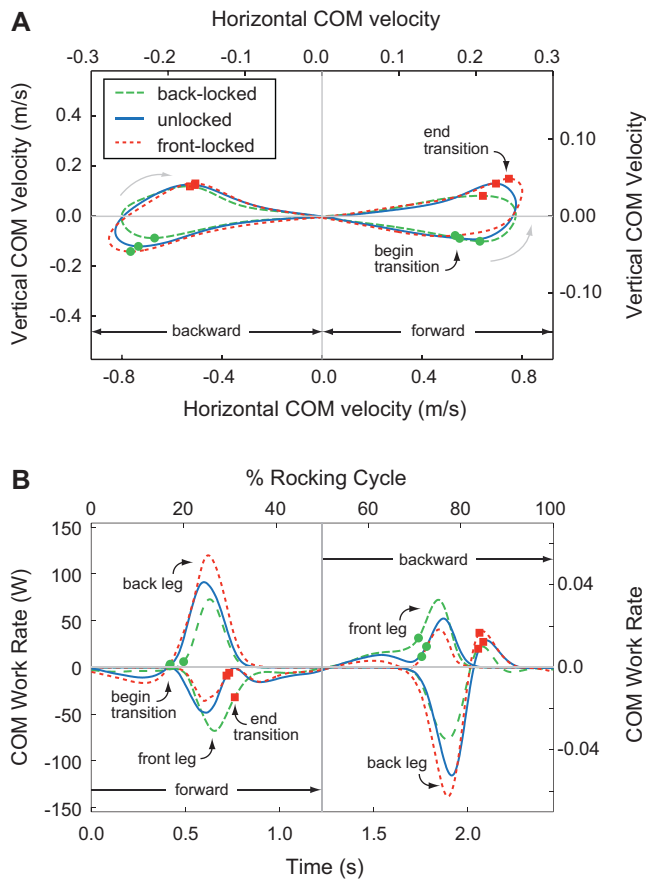 A
Horizontal COM velocity
-0.3 -0.2 -0.1 0.0 0.1 0.2 0.3
Vertical COM Velocity (m/s)
0.4
0.2
0.0
-0.2
-0.4
back-locked
unlocked
front-locked
end
transition
begin
transition
backward
forward
0.10
0.00
-0.10
Vertical COM Velocity
-0.8 -0.4 0.0 0.4 0.8
Horizontal COM velocity (m/s)
B
% Rocking Cycle
0 20 40 60 80 100
COM Work Rate (W)
150
100
50
0
-50
-100
-150
back leg
begin
transition
end
transition
front leg
forward
backward
front leg
back leg
0.04
0.0
-0.04
COM Work Rate
0.0 0.5 1.0 1.5 2.0
Time (s)